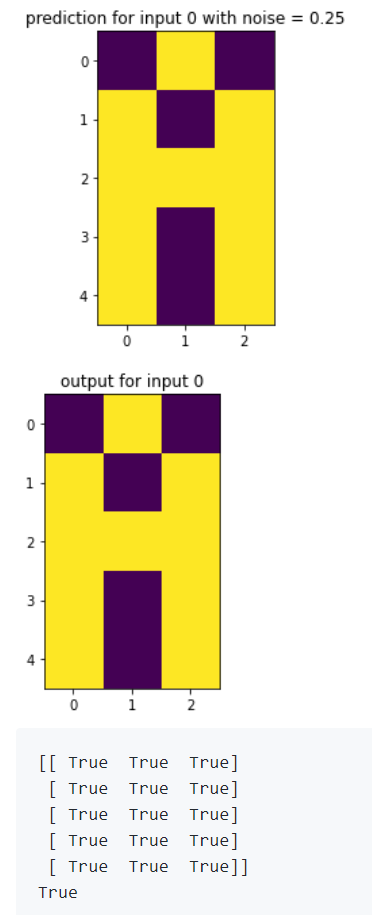 prediction for input 0 with noise = 0.25
0
1
2
3
4
0 1 2
output for input 0
0
1
2
3
4
0 1 2
[[ True  True  True]
 [ True  True  True]
 [ True  True  True]
 [ True  True  True]
 [ True  True  True]]
True